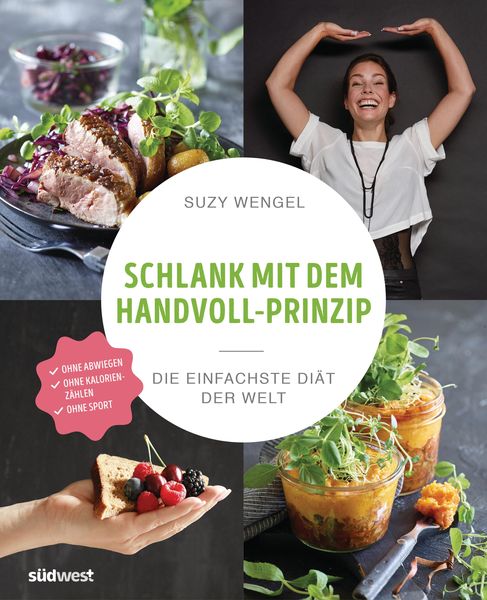 SUZY WENGEL
SCHLANK MIT DEM
HANDVOLL-PRINZIP
DIE EINFACHSTE DIÄT
DER WELT
OHNE ABWIEGEN
OHNE KALORIEN-
ZÄHLEN
OHNE SPORT
südwest